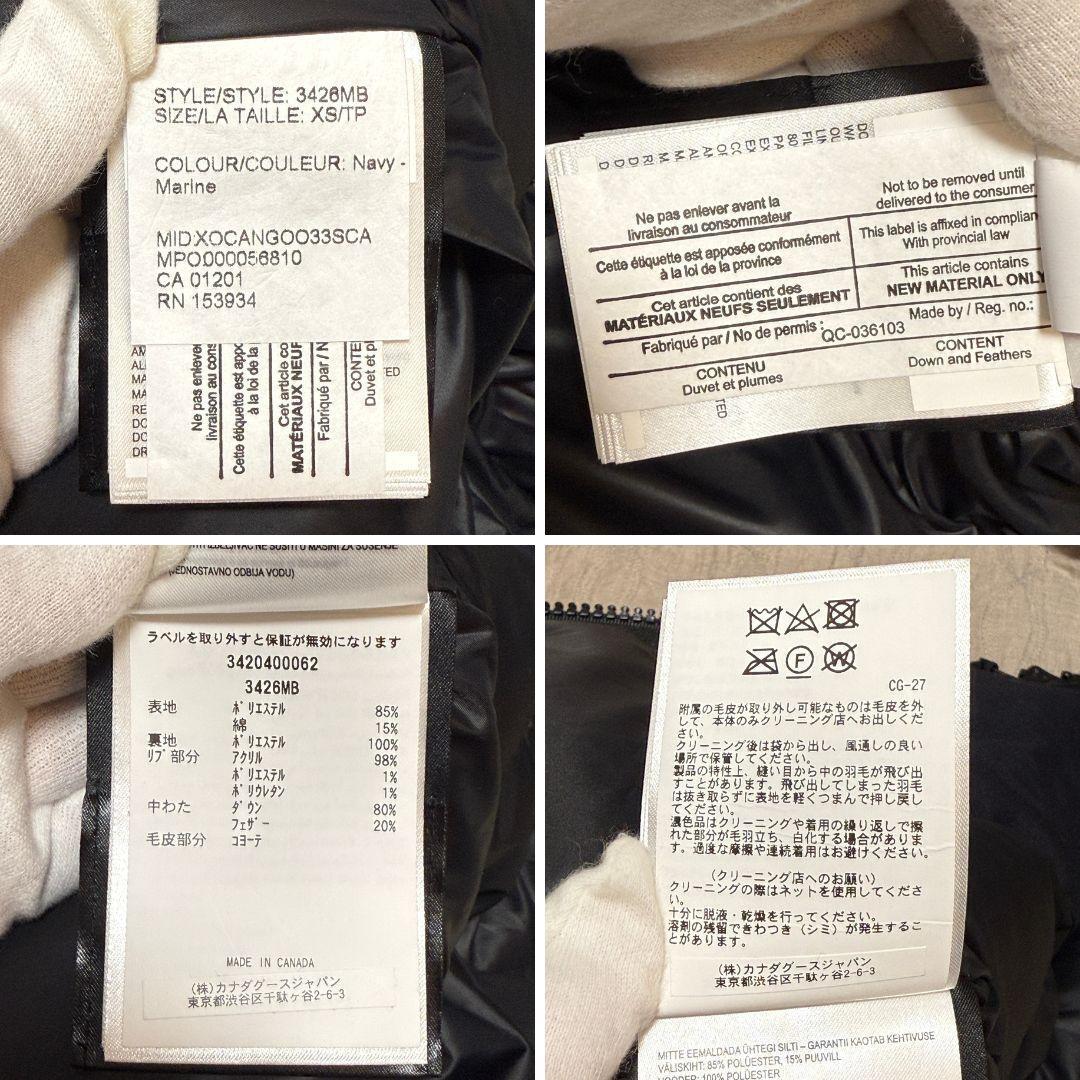 STYLE/STYLE: 3426MB
SIZE/LA TAILLE: XS/TP
COLOUR/COULEUR: Navy -
Marine
MID:XOCANGOO33SCA
MPO:000056810
CA 01201
RN 153934
AM
ALL
MA
MA
RE
DO
DO
DR
TED
Ne pas enlever
livraison au cons
Cette étiquette est appo
à la loi de la
Cet article co
MATÉRIAUX NEUF
Fabriqué par / N
CONTE
Duvet et pl
Ne pas enlever avant la
livraison au consommateur
Not to be removed until
delivered to the consumer
Cette étiquette est apposée conformément
à la loi de la province
This label is affixed in complian
With provincial law
Cet article contient des
MATÉRIAUX NEUFS SEULEMENT
This article contains
NEW MATERIAL ONLY
Fabriqué par / No de permis :
QC-036103
Made by / Reg. no.:
CONTENU
Duvet et plumes
CONTENT
Down and Feathers
TED
NE SUŠITI U MAŠINI ZA SUŠENJE
(JEDNOSTAVNO ODBIJA VODU)
ラベルを取り外すと保証が無効になります
3420400062
3426MB
表地 ポリエステル 85%
綿 15%
裏地 ポリエステル 100%
リブ部分 アクリル 98%
ポリエステル 1%
ポリウレタン 1%
中わた ダウン 80%
フェザー 20%
毛皮部分 コヨーテ
MADE IN CANADA
(株)カナダグースジャパン
東京都渋谷区千駄ヶ谷2-6-3
F
W
CG-27
附属の毛皮が取り外し可能なものは毛皮を外
して、本体のみクリーニング店へお出しくだ
さい。
クリーニング後は袋から出し、風通しの良い
場所で保管してください。
製品の特性上、縫い目から中の羽毛が飛び出
すことがあります。飛び出してしまった羽毛
は抜き取らずに表地を軽くつまんで押し戻し
てください。
濃色品はクリーニングや着用の繰り返しで擦
れた部分が毛羽立ち、白化する場合がありま
す。過度な摩擦や連続着用はお避けください。
(クリーニング店へのお願い)
クリーニングの際はネットを使用してくださ
い。
十分に脱液・乾燥を行ってください。
溶剤の残留できわつき(シミ)が発生するこ
とがあります。
(株)カナダグースジャパン
東京都渋谷区千駄ヶ谷2-6-3
MITTE EEMALDADA ÜHTEGI SILTI – GARANTII KAOTAB KEHTIVUSE
VÄLISKIHT: 85% POLÜESTER, 15% PUUVILL
VOODER: 100% POLÜESTER